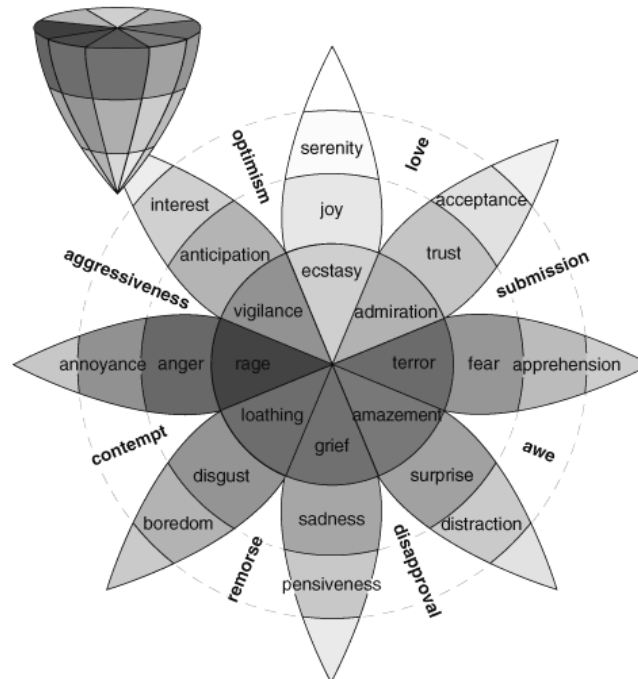 optimism
serenity
love
interest
joy
acceptance
anticipation
trust
ecstasy
aggressiveness
submission
vigilance
admiration
annoyance
anger
rage
terror
fear
apprehension
loathing
amazement
contempt
grief
awe
disgust
surprise
boredom
sadness
distraction
remorse
disapproval
pensiveness